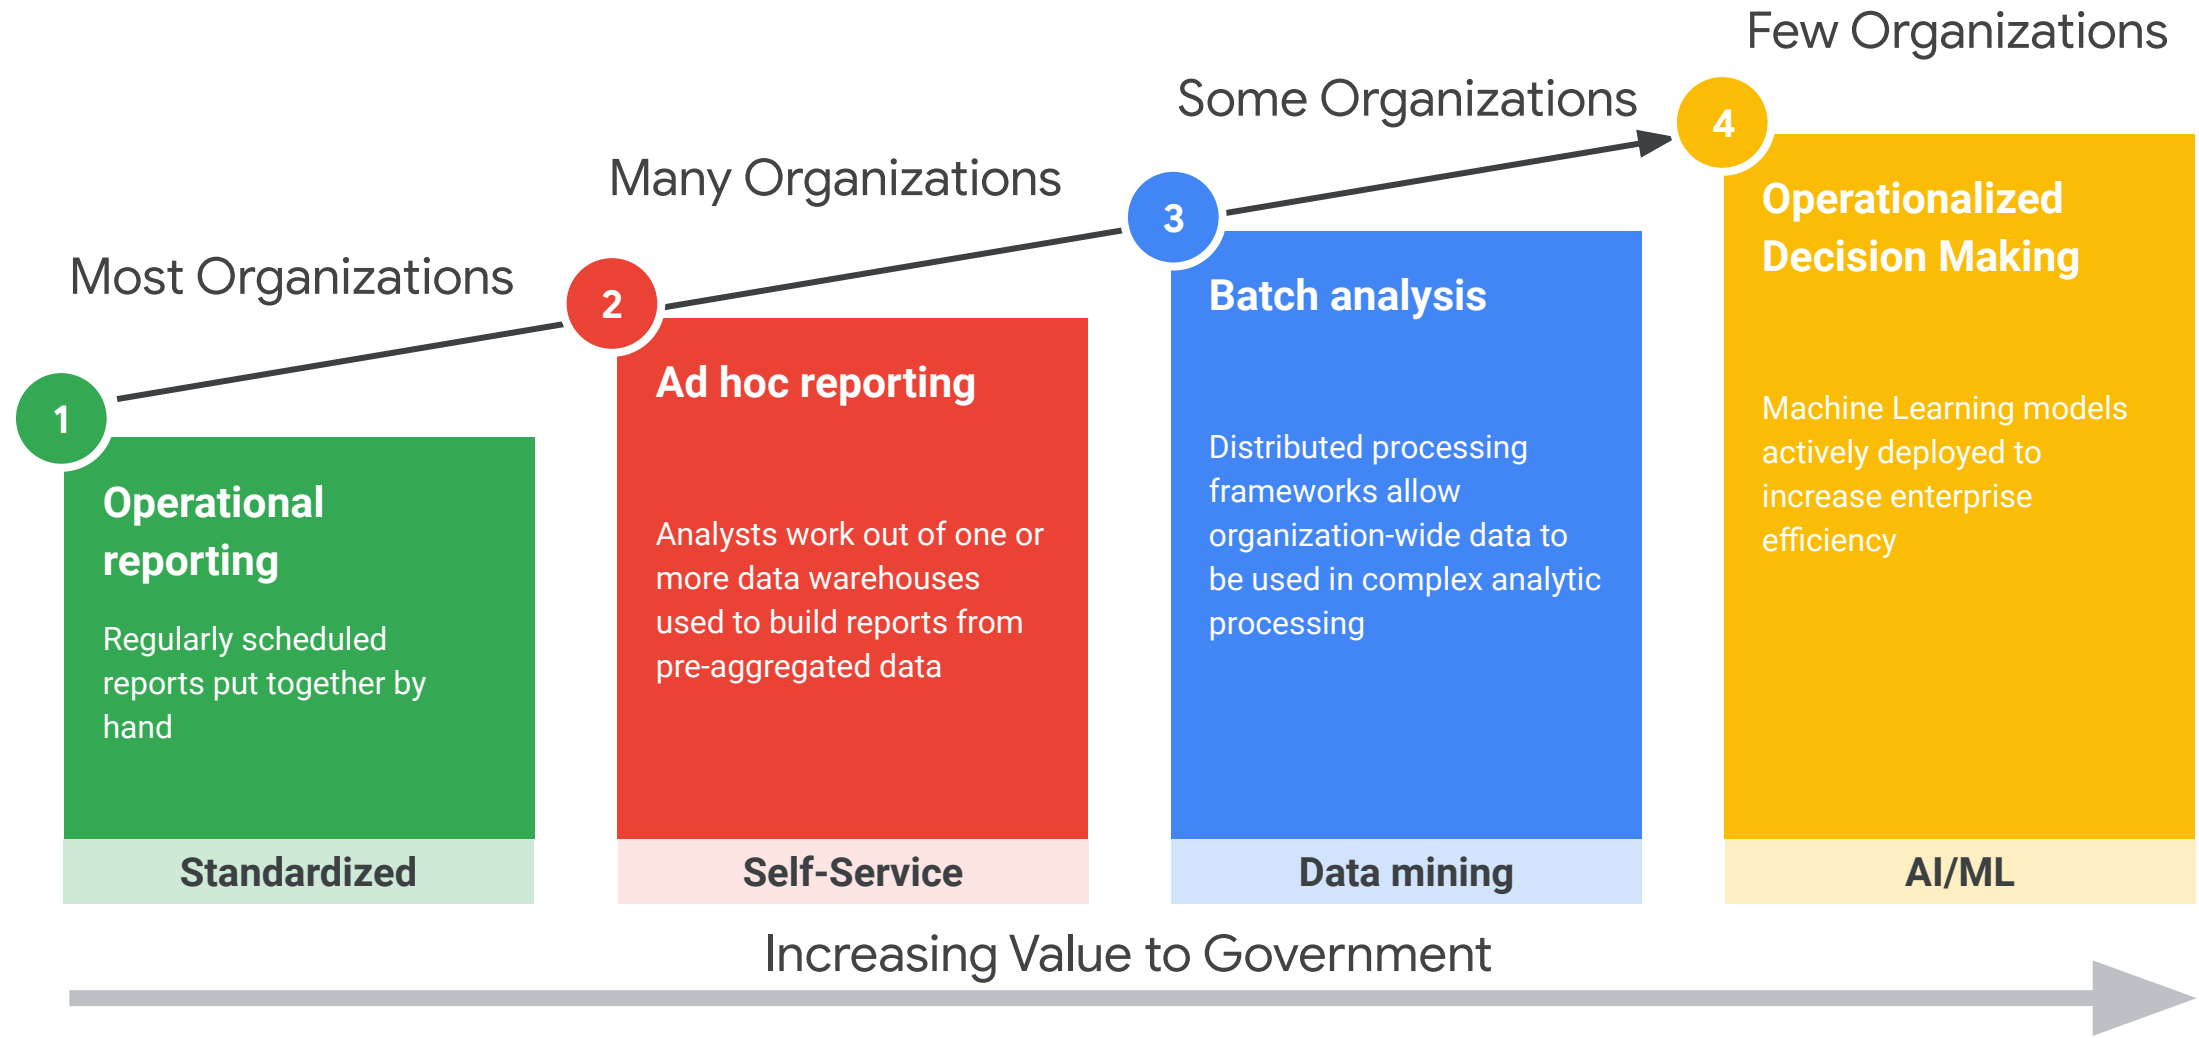 Most Organizations
1
Operational
reporting
Regularly scheduled
reports put together by
hand
Standardized
Many Organizations
2
Ad hoc reporting
Analysts work out of one or
more data warehouses
used to build reports from
pre-aggregated data
Self-Service
Some Organizations
3
Batch analysis
Distributed processing
frameworks allow
organization-wide data to
be used in complex analytic
processing
Data mining
Few Organizations
4
Operationalized
Decision Making
Machine Learning models
actively deployed to
increase enterprise
efficiency
AI/ML
Increasing Value to Government